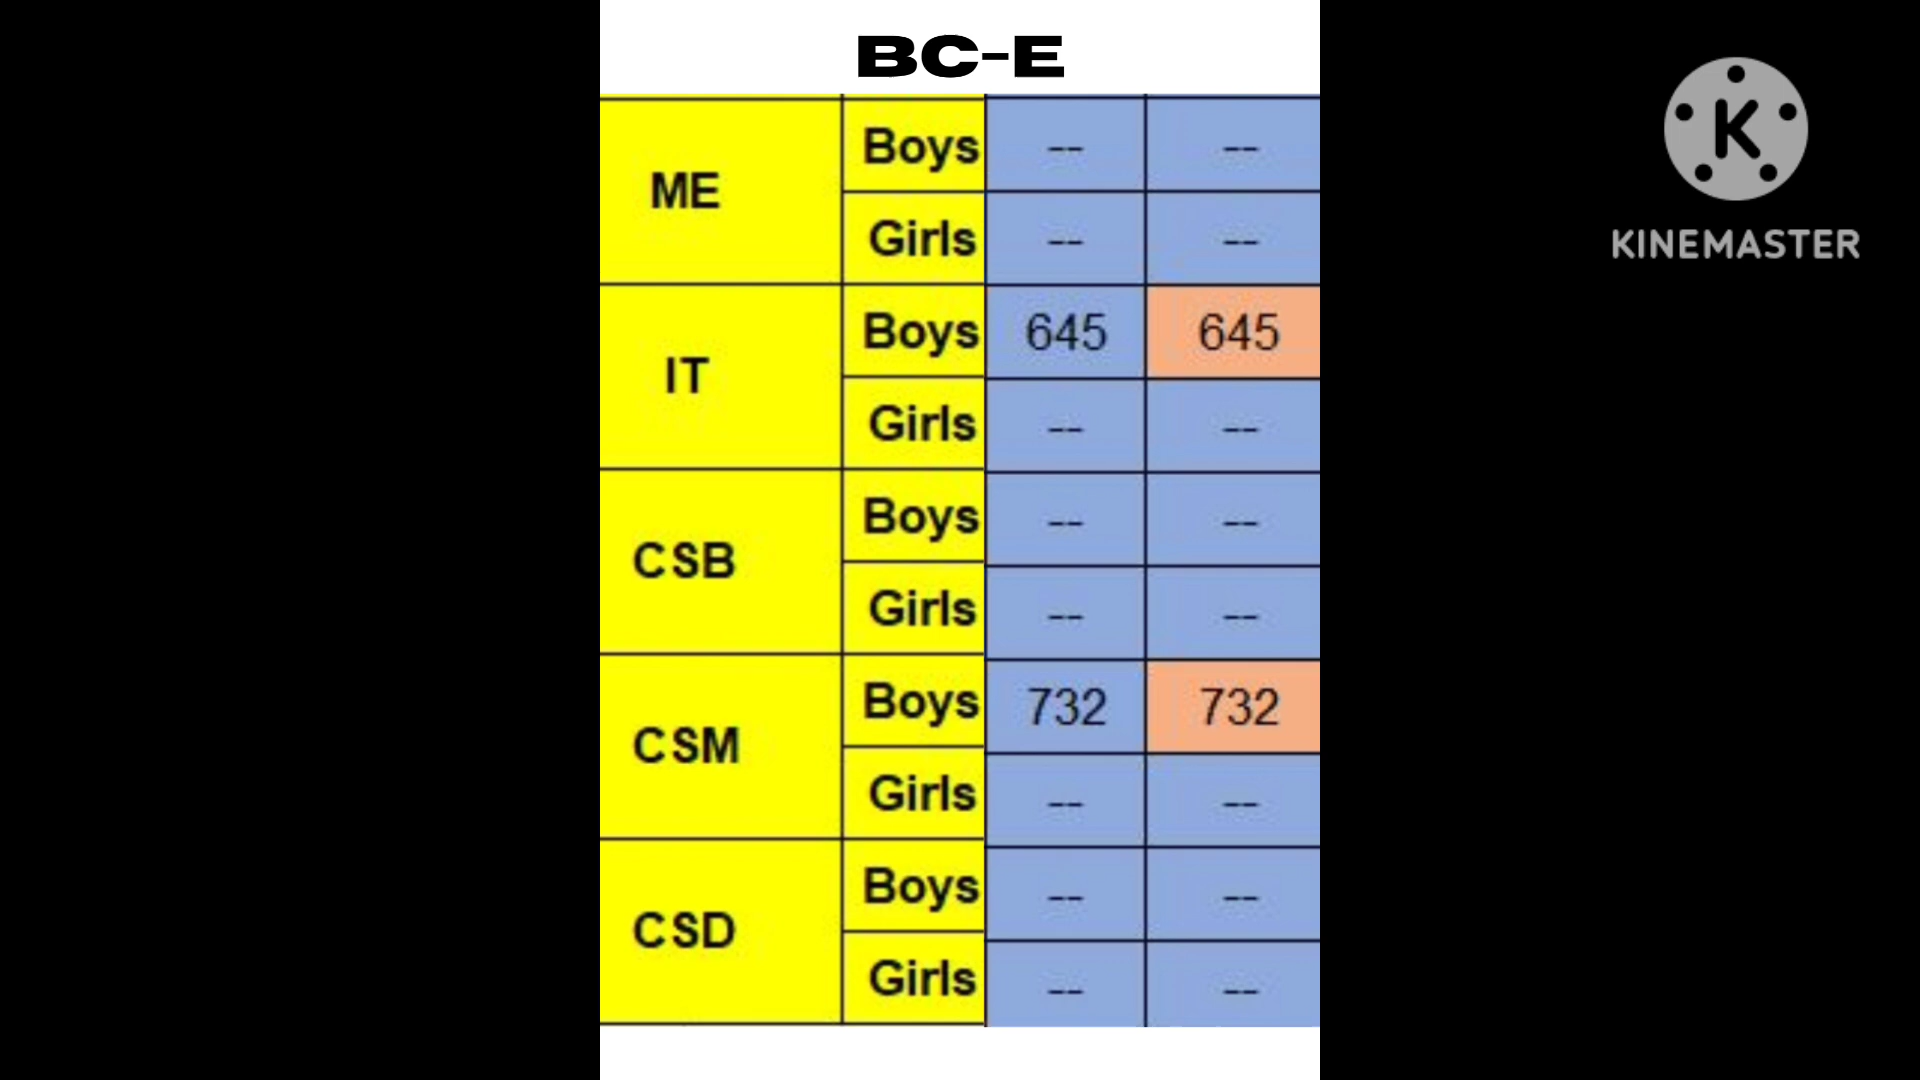 BC-E
ME Boys -- --
Girls -- --
IT Boys 645 645
Girls -- --
CSB Boys -- --
Girls -- --
CSM Boys 732 732
Girls -- --
CSD Boys -- --
Girls -- --
K
KINEMASTER